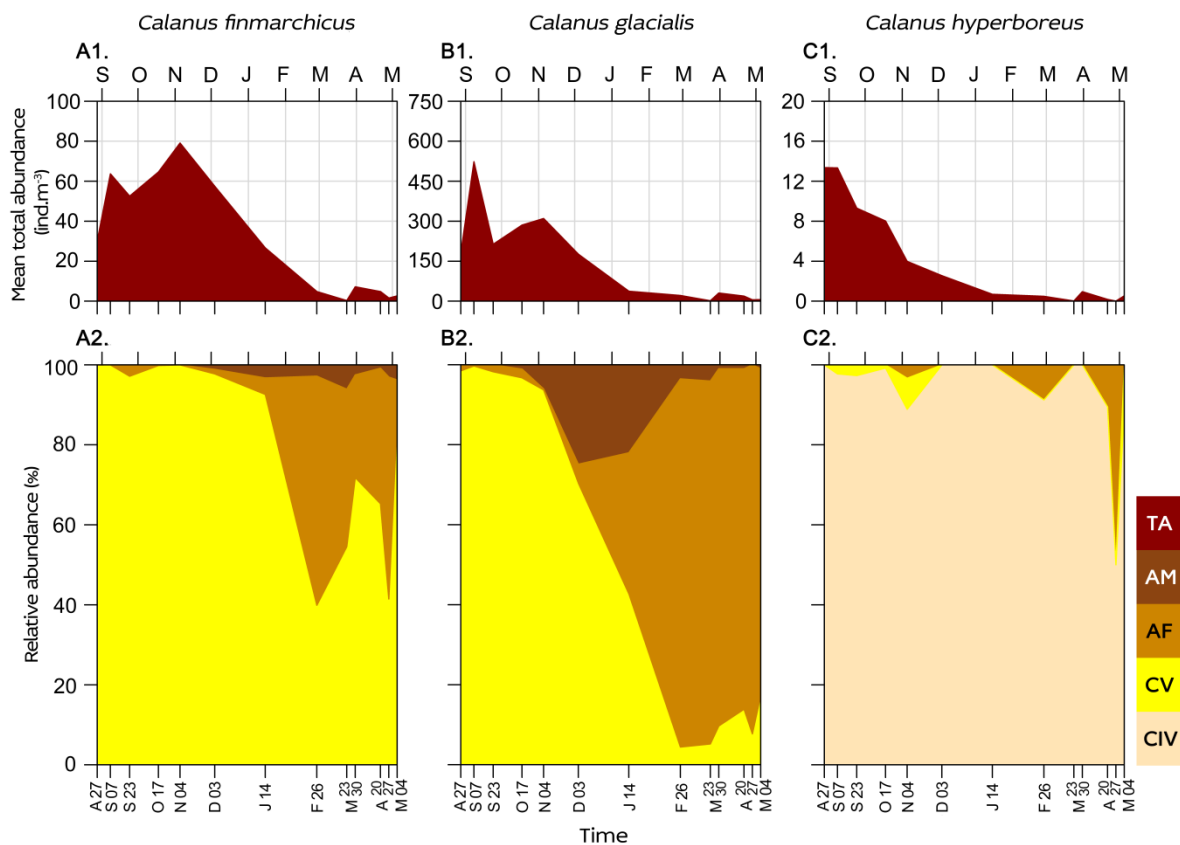 Calanus finmarchicus
Calanus glacialis
Calanus hyperboreus
A1.
B1.
C1.
S O N D J F M A M
S O N D J F M A M
S O N D J F M A M
Mean total abundance
(ind.m⁻³)
100
80
60
40
20
0
750
600
450
300
150
0
20
16
12
8
4
0
A2.
B2.
C2.
Relative abundance (%)
100
80
60
40
20
0
TA
AM
AF
CV
CIV
A 27
S 07
S 23
O 17
N 04
D 03
J 14
F 26
23
M 30
20
A 27
M 04
A 27
S 07
S 23
O 17
N 04
D 03
J 14
F 26
23
M 30
20
A 27
M 04
A 27
S 07
S 23
O 17
N 04
D 03
J 14
F 26
23
M 30
20
A 27
M 04
Time